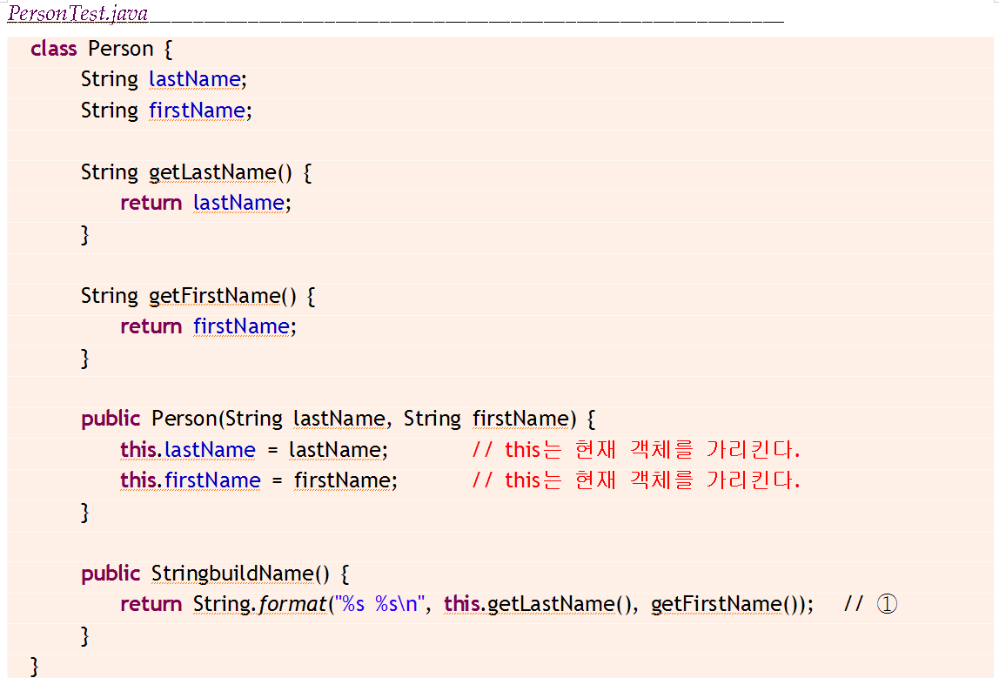 PersonTest.java
class Person {
String lastName;
String firstName;
String getLastName() {
return lastName;
}
String getFirstName() {
return firstName;
}
public Person(String lastName, String firstName) {
this.lastName = lastName; // this는 현재 객체를 가리킨다.
this.firstName = firstName; // this는 현재 객체를 가리킨다.
}
public StringbuildName() {
return String.format("%s %s\n", this.getLastName(), getFirstName()); // ①
}
}